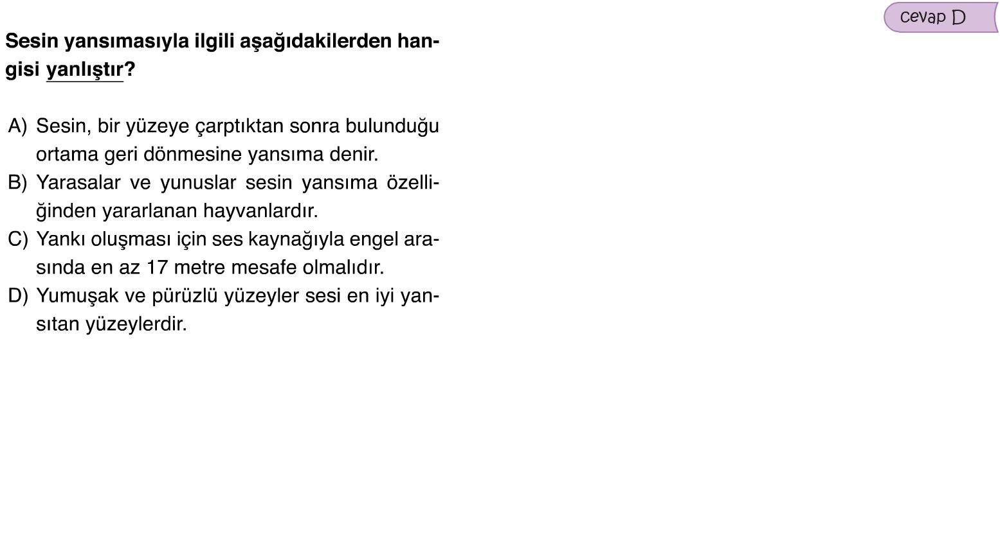 cevap D
Sesin yansımasıyla ilgili aşağıdakilerden han-
gisi yanlıştır?
A) Sesin, bir yüzeye çarptıktan sonra bulunduğu
ortama geri dönmesine yansıma denir.
B) Yarasalar ve yunuslar sesin yansıma özelli-
ğinden yararlanan hayvanlardır.
C) Yankı oluşması için ses kaynağıyla engel ara-
sında en az 17 metre mesafe olmalıdır.
D) Yumuşak ve pürüzlü yüzeyler sesi en iyi yan-
sıtan yüzeylerdir.